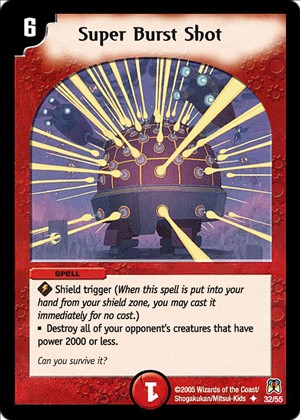 6
Super Burst Shot
SPELL
Shield trigger (When this spell is put into your
hand from your shield zone, you may cast it
immediately for no cost.)
▪ Destroy all of your opponent's creatures that have
power 2000 or less.
Can you survive it?
1
©2005 Wizards of the Coast/
Shogakukan/Mitsui-Kids ✦ 32/55